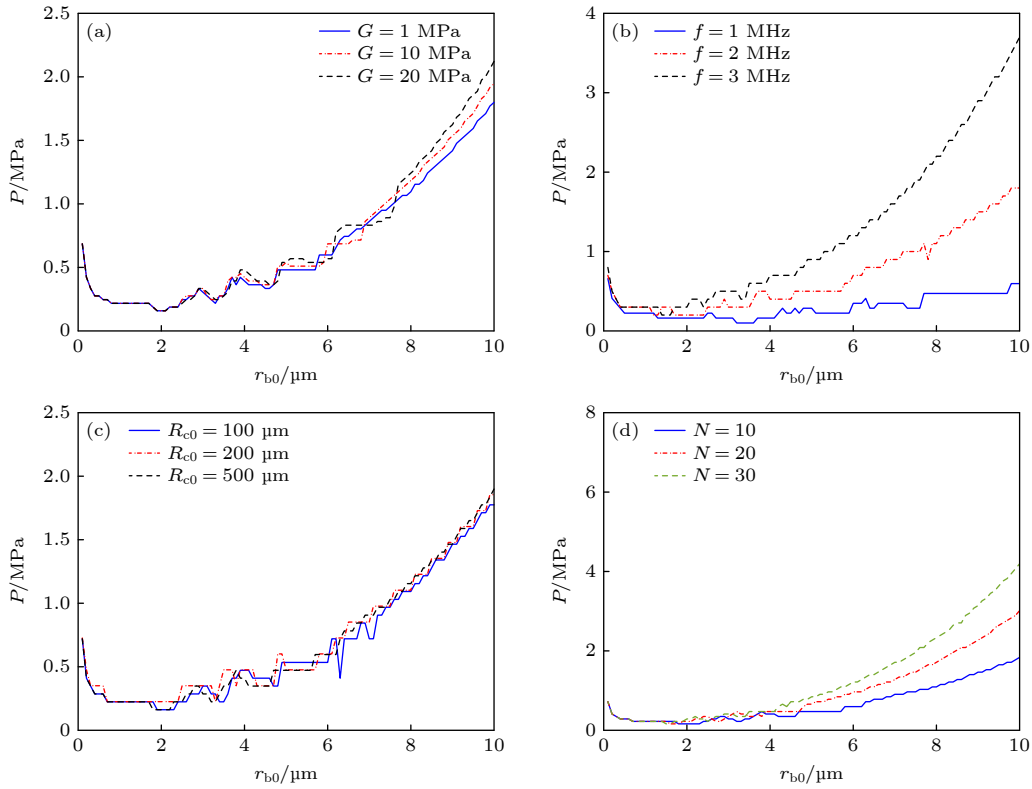 (a)
G = 1 MPa
G = 10 MPa
G = 20 MPa
2.5
2.0
1.5
1.0
0.5
0
P/MPa
0 2 4 6 8 10
r_b0/µm
(b)
f = 1 MHz
f = 2 MHz
f = 3 MHz
4
3
2
1
0
P/MPa
0 2 4 6 8 10
r_b0/µm
(c)
R_c0 = 100 µm
R_c0 = 200 µm
R_c0 = 500 µm
2.5
2.0
1.5
1.0
0.5
0
P/MPa
0 2 4 6 8 10
r_b0/µm
(d)
N = 10
N = 20
N = 30
8
6
4
2
0
P/MPa
0 2 4 6 8 10
r_b0/µm